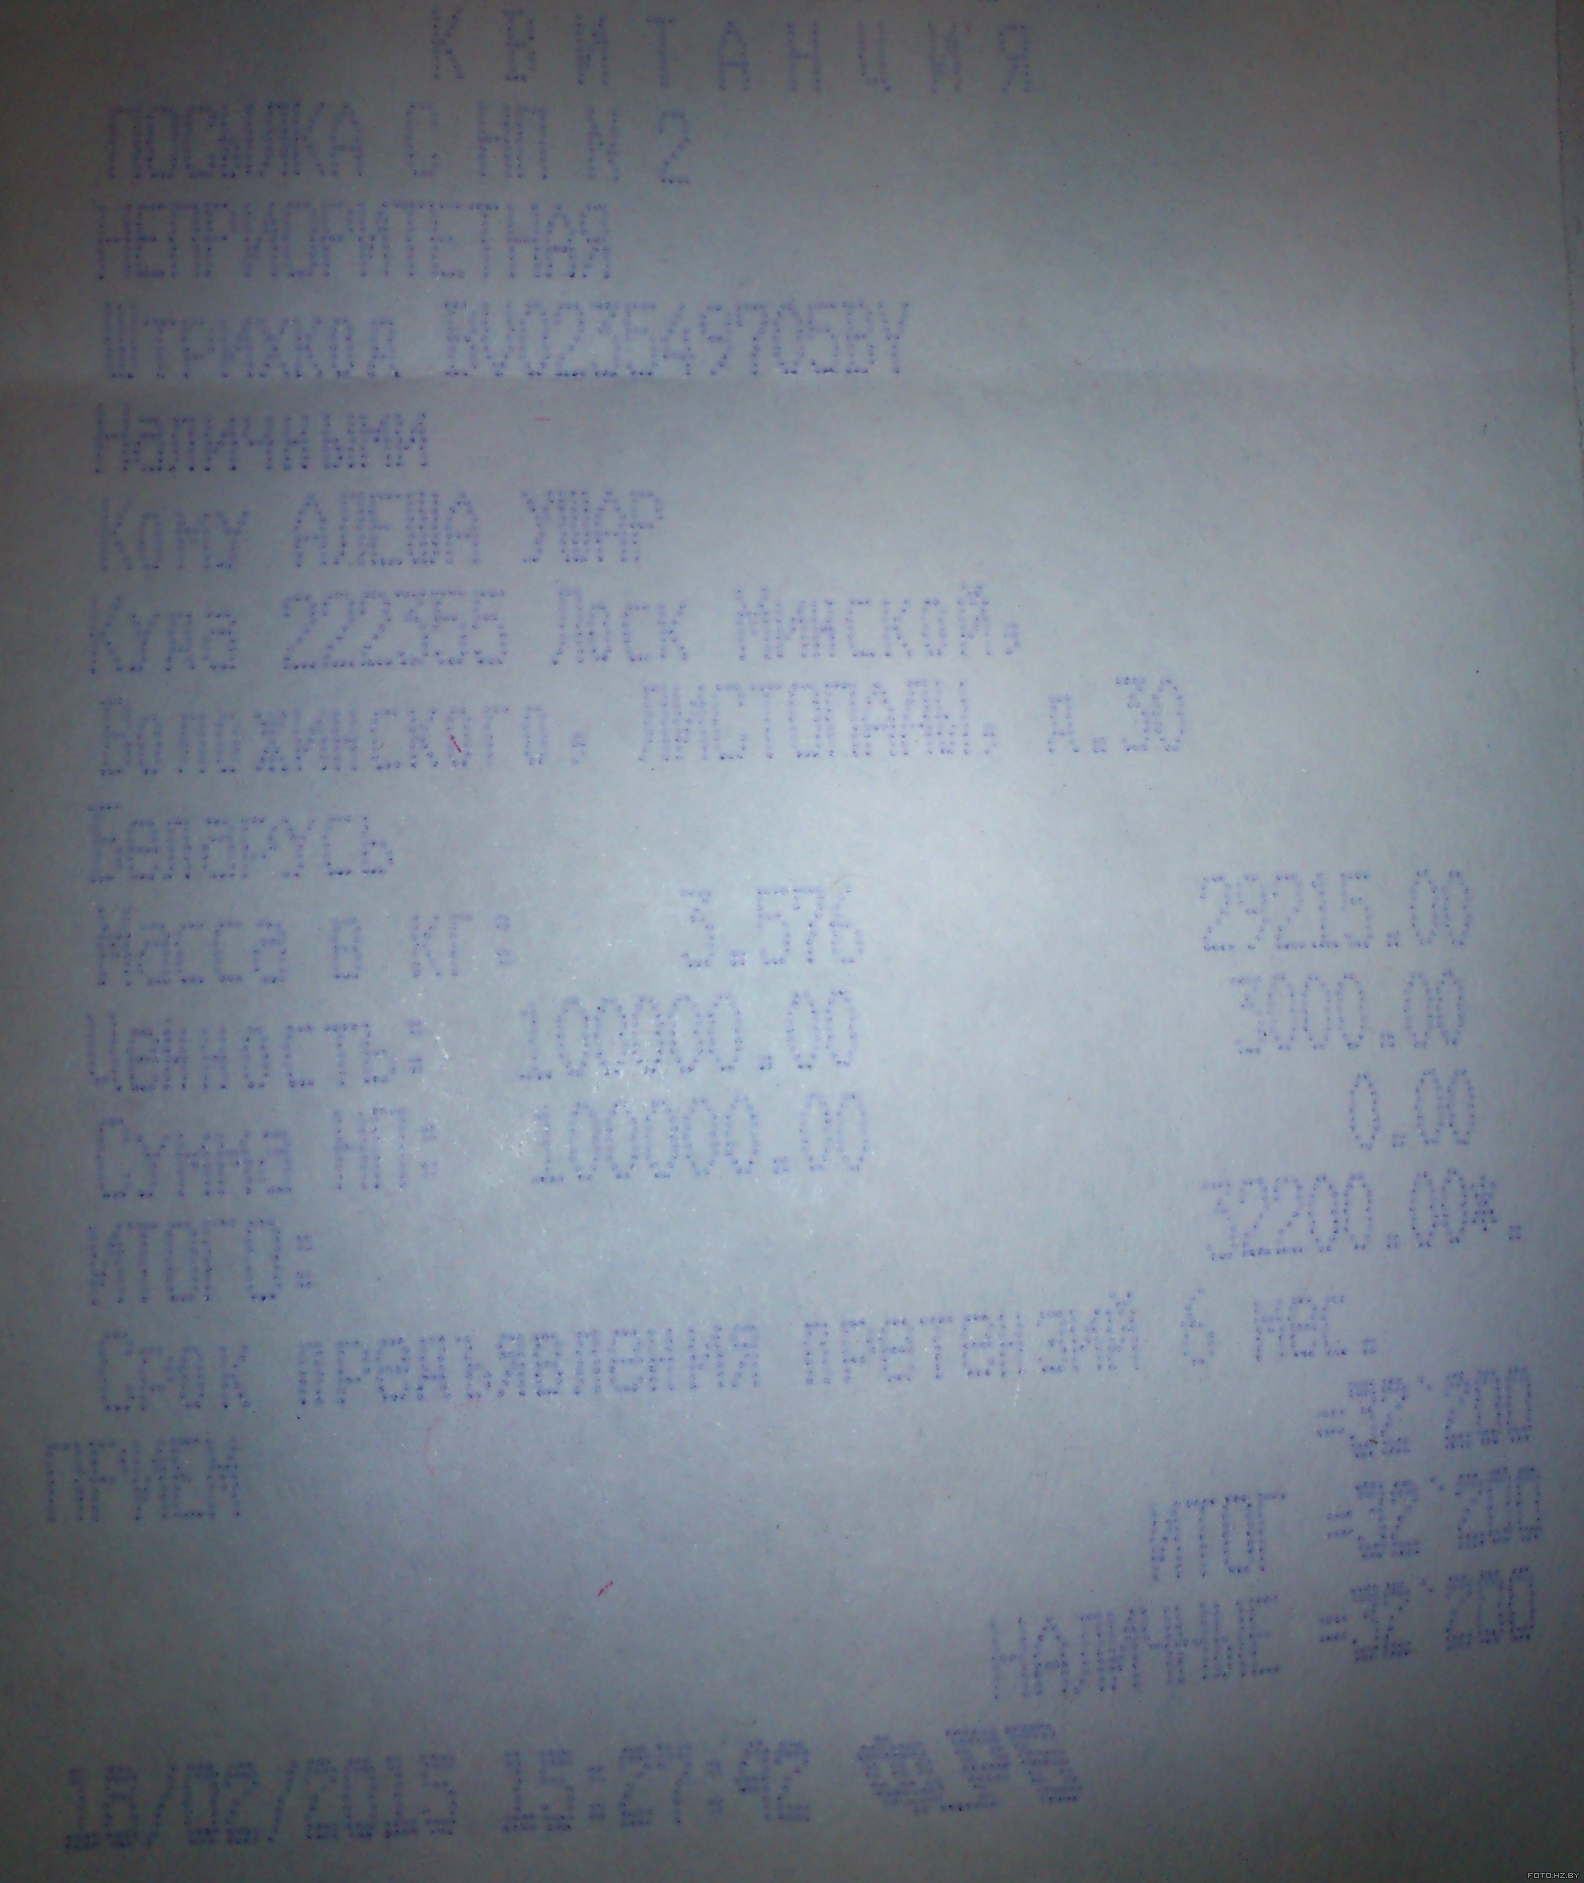 КВИТАНЦИЯ
ПОСЫЛКА С НП N 2
НЕПРИОРИТЕТНАЯ
Штрихкод BV023549705BY
Наличными
Кому АЛЕША УШАР
Куда 222355 Лоск Минской,
Воложинского, ЛИСТОПАДЫ, д.30
Беларусь
Масса в кг: 3.576 29215.00
Ценность: 100000.00 3000.00
Сумма НП: 100000.00 0.00
ИТОГО: 32200.00*.
Срок предъявления претензий 6 мес.
=32`200
ПРИЕМ
ИТОГ =32`200
НАЛИЧНЫЕ =32`200
18/02/2015 15:27:42
FOTO.HZ.BY